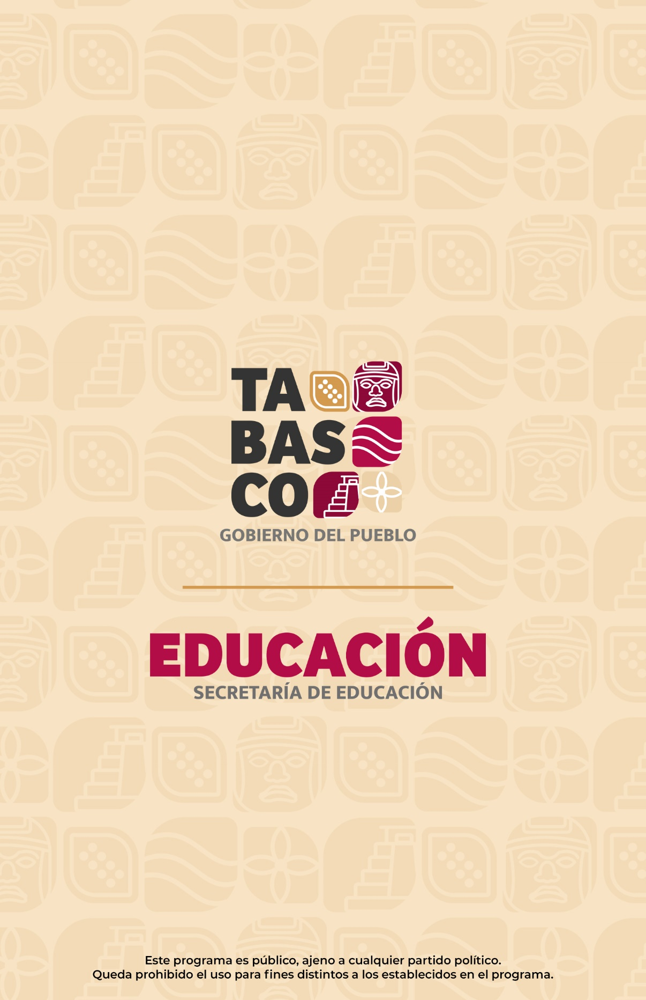 TA
BAS
CO
GOBIERNO DEL PUEBLO
EDUCACIÓN
SECRETARÍA DE EDUCACIÓN
Este programa es público, ajeno a cualquier partido político.
Queda prohibido el uso para fines distintos a los establecidos en el programa.